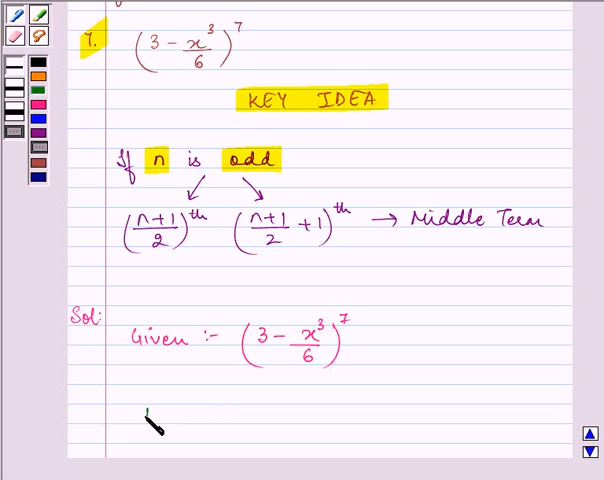 7. (3 - x³/6)⁷
KEY IDEA
If n is odd
((n+1)/2)ᵗʰ ((n+1)/2 + 1)ᵗʰ → Middle Term
Sol:
Given :- (3 - x³/6)⁷